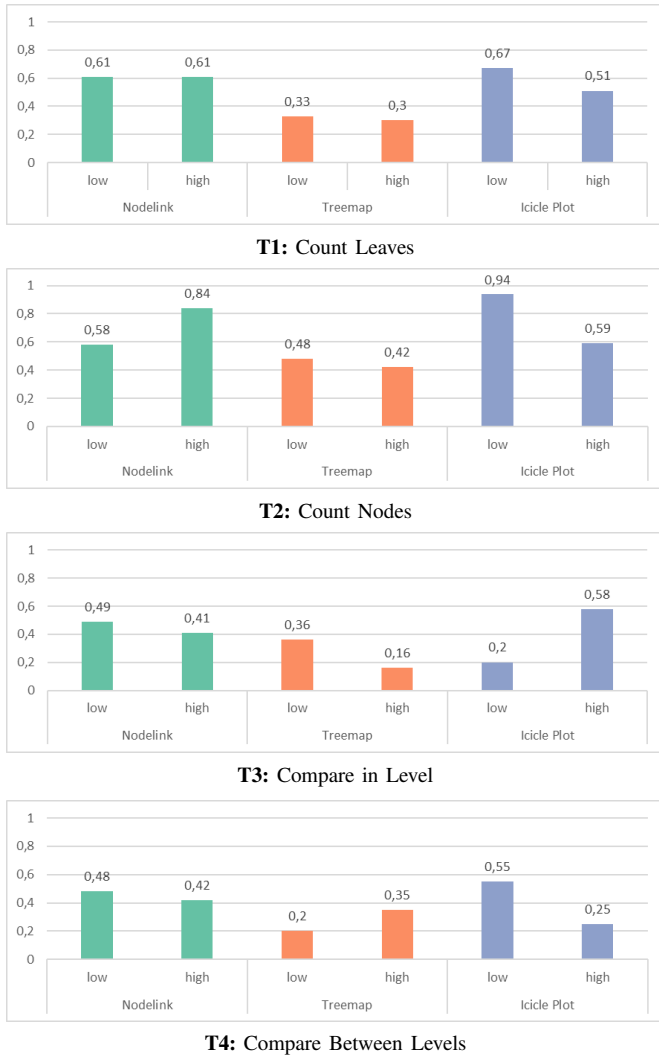 1
0,8
0,6
0,4
0,2
0
0,61 0,61 0,33 0,3 0,67 0,51
low high low high low high
Nodelink Treemap Icicle Plot
T1: Count Leaves
1
0,8
0,6
0,4
0,2
0
0,58 0,84 0,48 0,42 0,94 0,59
low high low high low high
Nodelink Treemap Icicle Plot
T2: Count Nodes
1
0,8
0,6
0,4
0,2
0
0,49 0,41 0,36 0,16 0,2 0,58
low high low high low high
Nodelink Treemap Icicle Plot
T3: Compare in Level
1
0,8
0,6
0,4
0,2
0
0,48 0,42 0,2 0,35 0,55 0,25
low high low high low high
Nodelink Treemap Icicle Plot
T4: Compare Between Levels